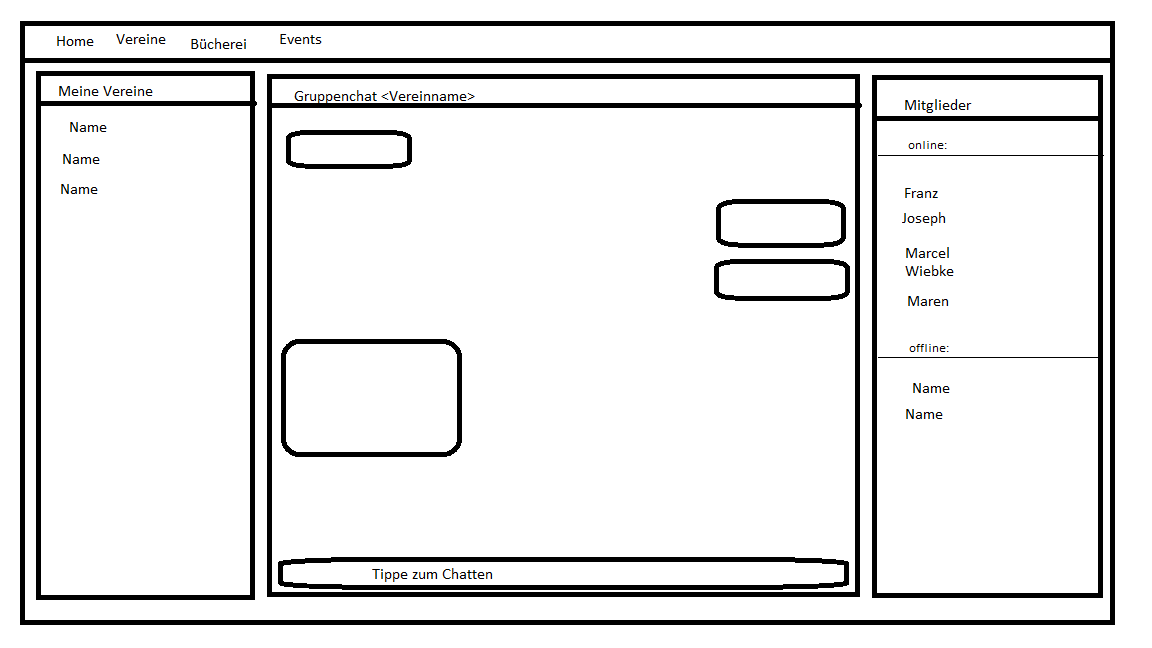 Home Vereine Bücherei Events
Meine Vereine
Name
Name
Name
Gruppenchat <Vereinname>
Tippe zum Chatten
Mitglieder
online:
Franz
Joseph
Marcel
Wiebke
Maren
offline:
Name
Name